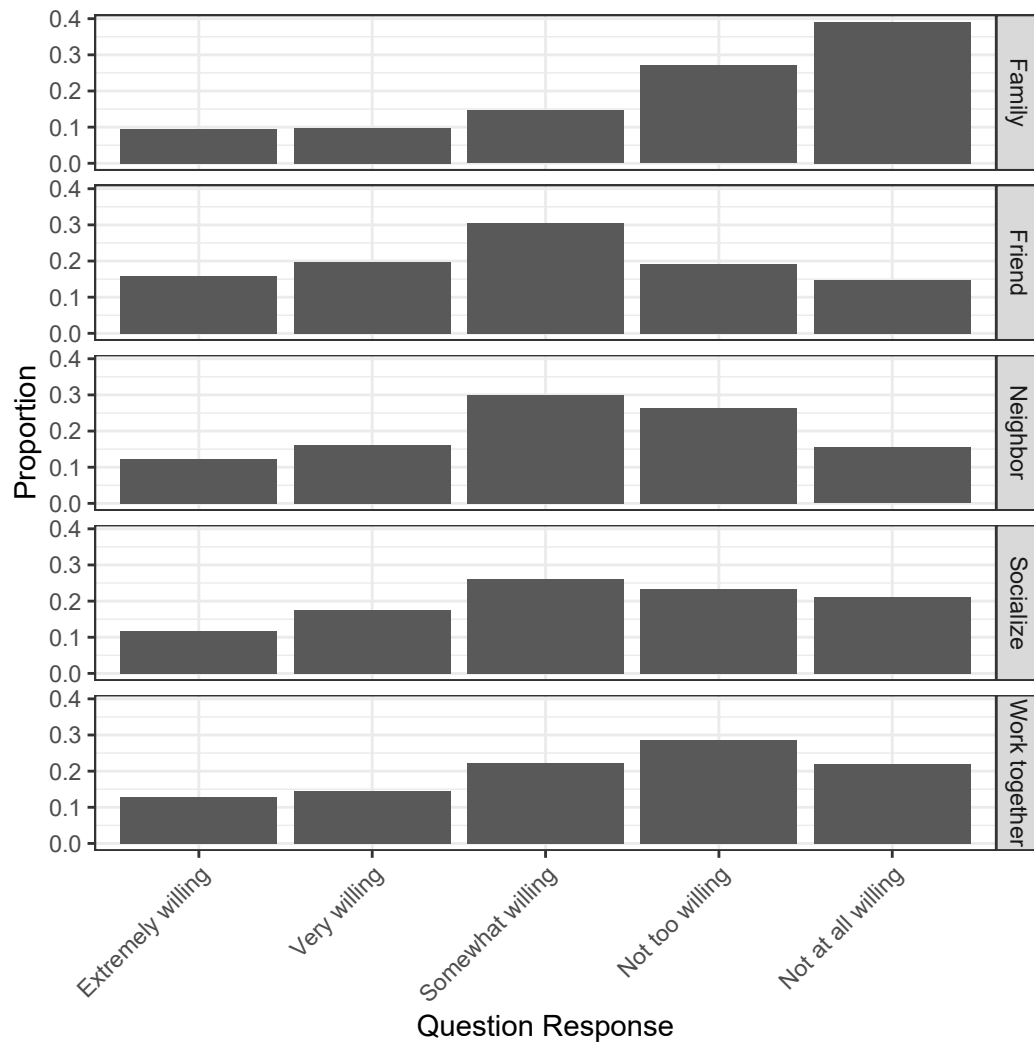 0.4
0.3
0.2
0.1
0.0
Family
0.4
0.3
0.2
0.1
0.0
Friend
0.4
0.3
0.2
0.1
0.0
Neighbor
0.4
0.3
0.2
0.1
0.0
Socialize
0.4
0.3
0.2
0.1
0.0
Work together
Proportion
Extremely willing
Very willing
Somewhat willing
Not too willing
Not at all willing
Question Response